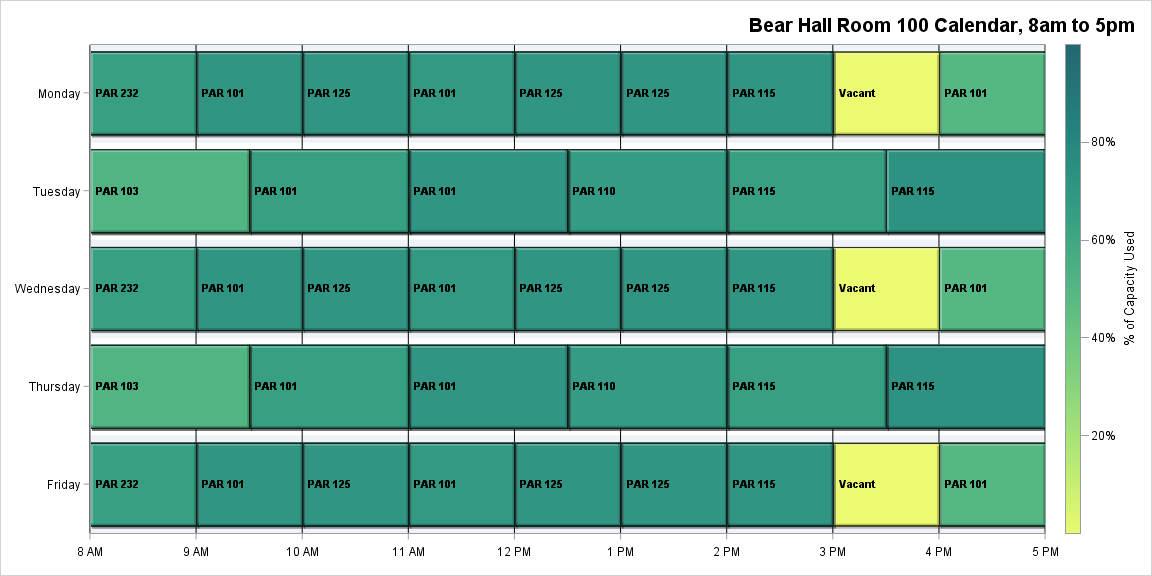 Bear Hall Room 100 Calendar, 8am to 5pm
Monday PAR 232 PAR 101 PAR 125 PAR 101 PAR 125 PAR 125 PAR 115 Vacant PAR 101
80%
Tuesday PAR 103 PAR 101 PAR 101 PAR 110 PAR 115 PAR 115
60%
% of Capacity Used
Wednesday PAR 232 PAR 101 PAR 125 PAR 101 PAR 125 PAR 125 PAR 115 Vacant PAR 101
40%
Thursday PAR 103 PAR 101 PAR 101 PAR 110 PAR 115 PAR 115
20%
Friday PAR 232 PAR 101 PAR 125 PAR 101 PAR 125 PAR 125 PAR 115 Vacant PAR 101
8 AM 9 AM 10 AM 11 AM 12 PM 1 PM 2 PM 3 PM 4 PM 5 PM